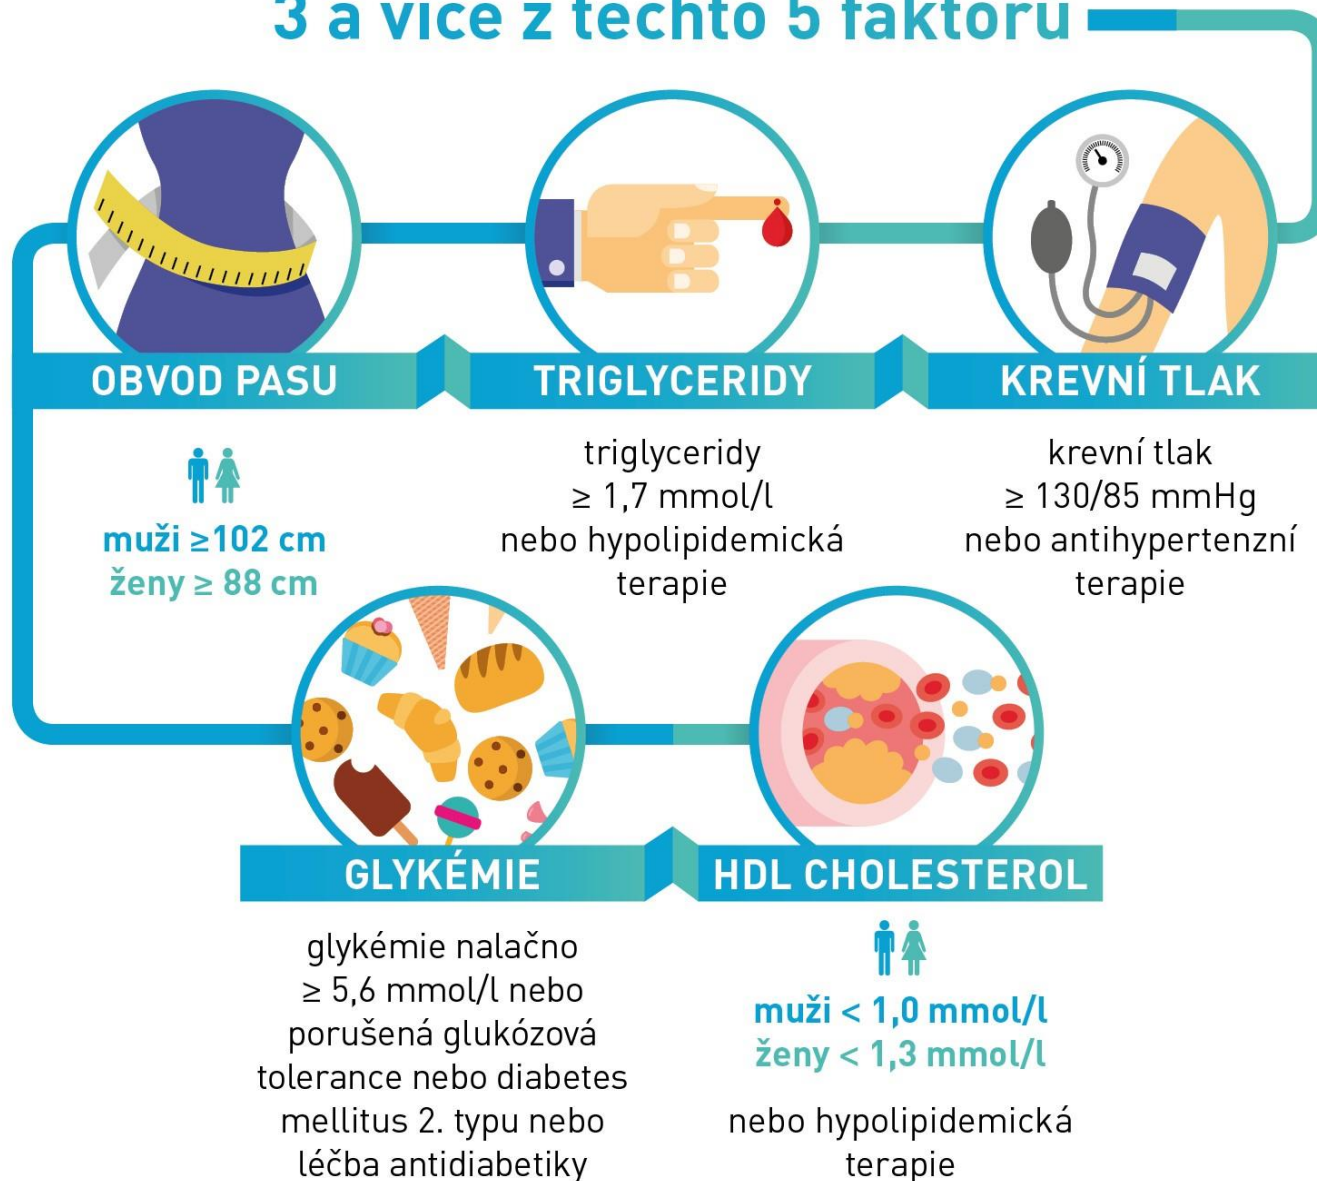 3 a více z těchto 5 faktorů
OBVOD PASU
muži ≥102 cm
ženy ≥ 88 cm
TRIGLYCERIDY
triglyceridy
≥ 1,7 mmol/l
nebo hypolipidemická
terapie
KREVNÍ TLAK
krevní tlak
≥ 130/85 mmHg
nebo antihypertenzní
terapie
GLYKÉMIE
glykémie nalačno
≥ 5,6 mmol/l nebo
porušená glukózová
tolerance nebo diabetes
mellitus 2. typu nebo
léčba antidiabetiky
HDL CHOLESTEROL
muži < 1,0 mmol/l
ženy < 1,3 mmol/l
nebo hypolipidemická
terapie